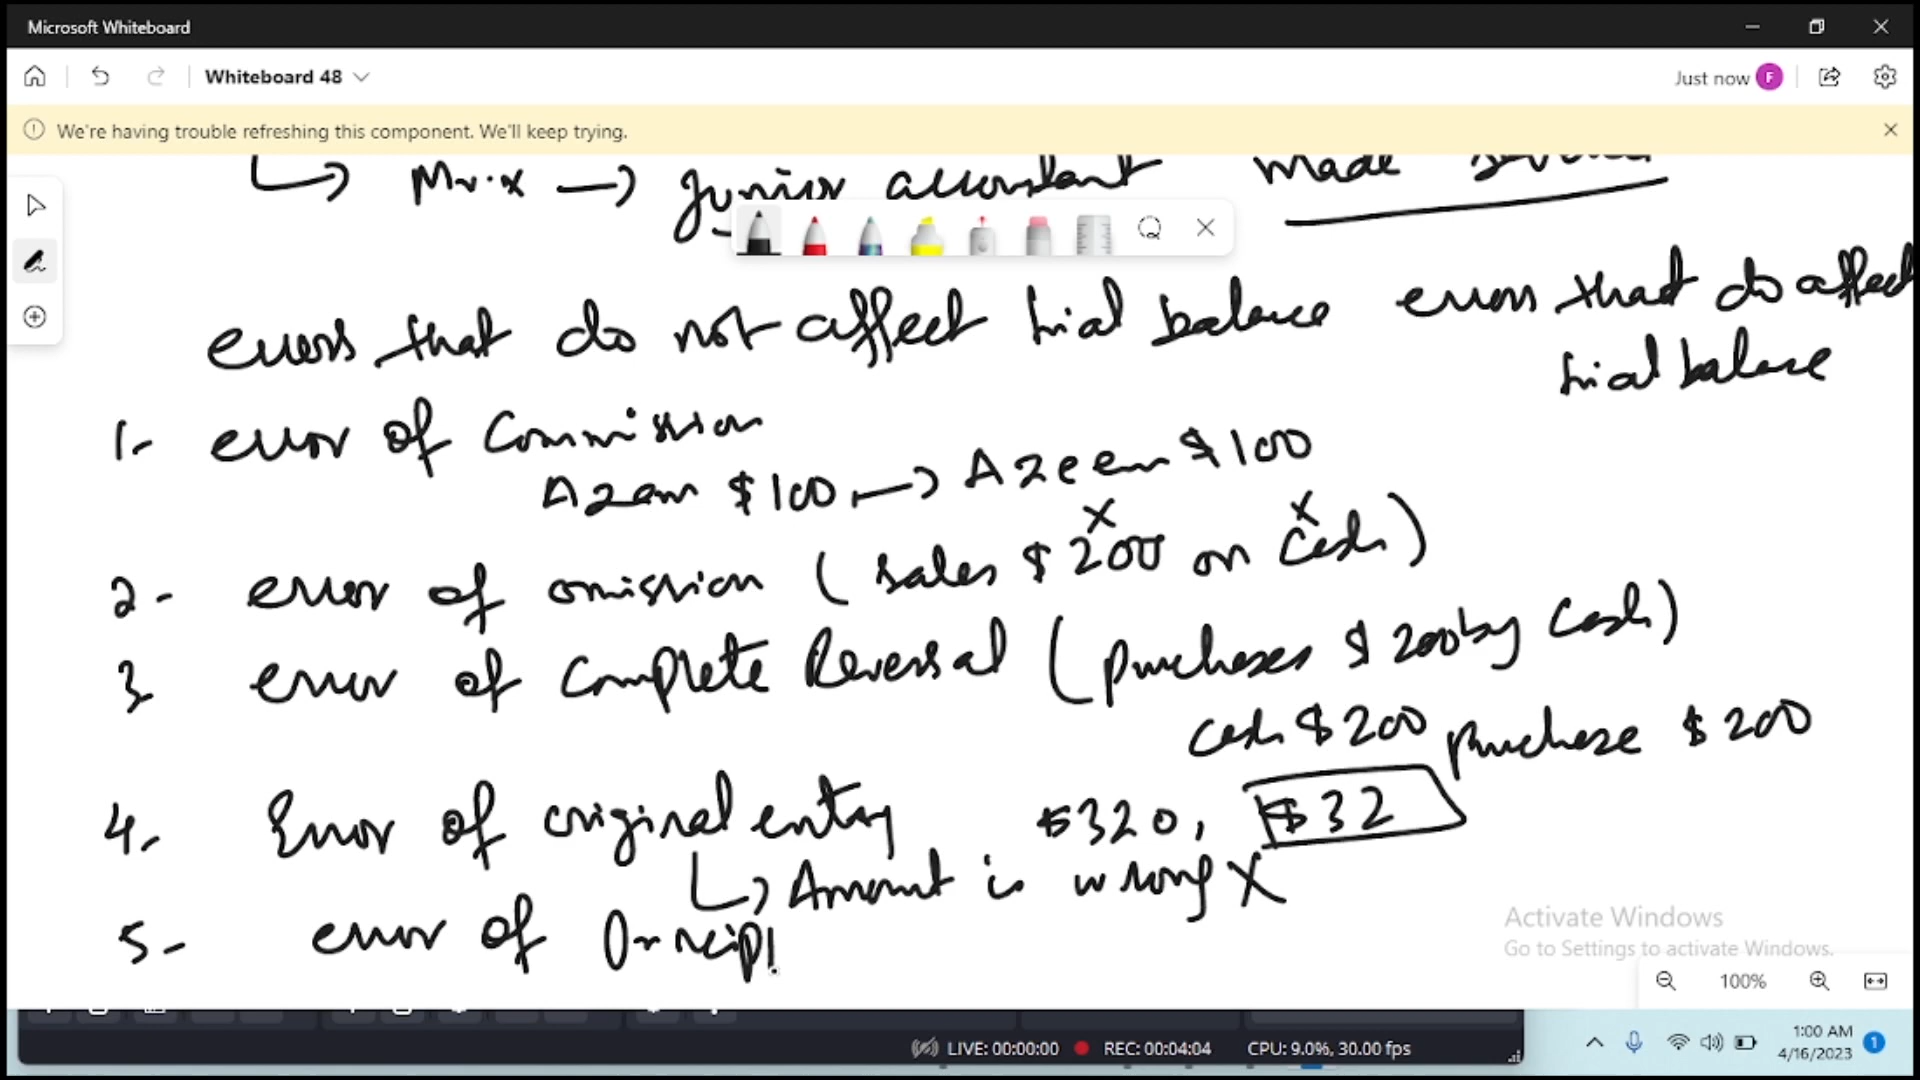 Microsoft Whiteboard
Whiteboard 48
Just now F
We're having trouble refreshing this component. We'll keep trying.
Mr.x → junior accountant made
errors that do not affect trial balance errors that do affect
trial balance
1- error of Commission
Azam $100 → Azeem $100
x x
2- error of omission ( sales $ 200 on Cash)
3 error of Complete Reversal ( purchases $ 200 by Cash)
Cash $200 purchase $200
4- Error of original entry $320, $32
↳ Amount is wrong X
5- error of Princip
Activate Windows
Go to Settings to activate Windows.
100%
LIVE: 00:00:00 REC: 00:04:04 CPU: 9.0%, 30.00 fps
1:00 AM
4/16/2023
1